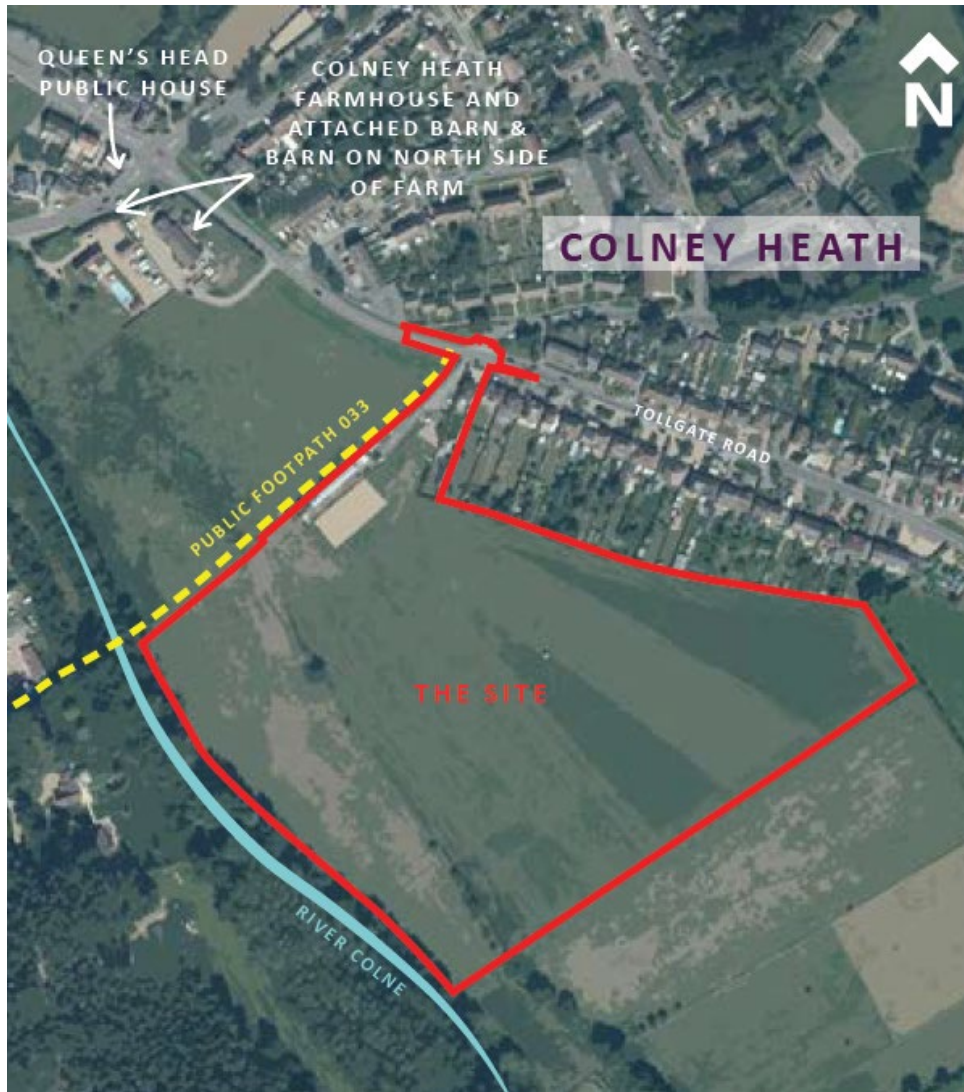 QUEEN'S HEAD
PUBLIC HOUSE
COLNEY HEATH
FARMHOUSE AND
ATTACHED BARN &
BARN ON NORTH SIDE
OF FARM
N
COLNEY HEATH
TOLLGATE ROAD
PUBLIC FOOTPATH 033
THE SITE
RIVER COLNE